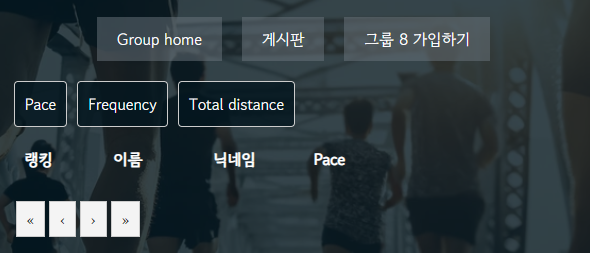 Group home 게시판 그룹 8 가입하기
Pace Frequency Total distance
랭킹 이름 닉네임 Pace
« ‹ › »